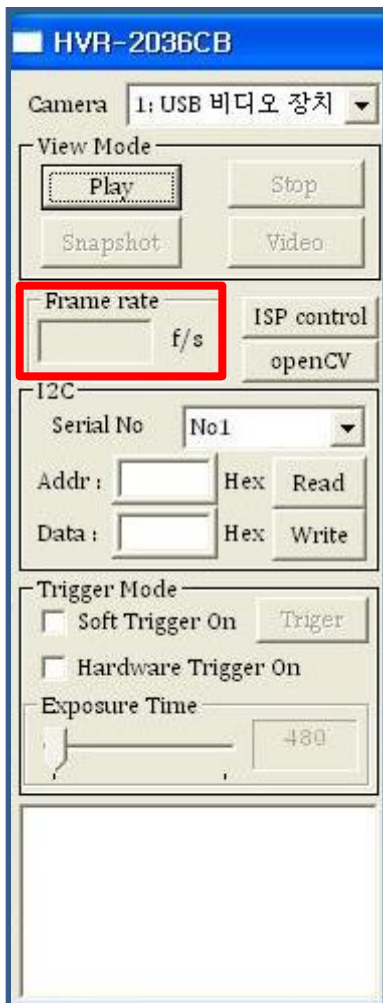 HVR-2036CB
Camera 1: USB 비디오 장치
View Mode
Play Stop
Snapshot Video
Frame rate
f/s
ISP control
openCV
I2C
Serial No No1
Addr : Hex Read
Data : Hex Write
Trigger Mode
Soft Trigger On Triger
Hardware Trigger On
Exposure Time
480